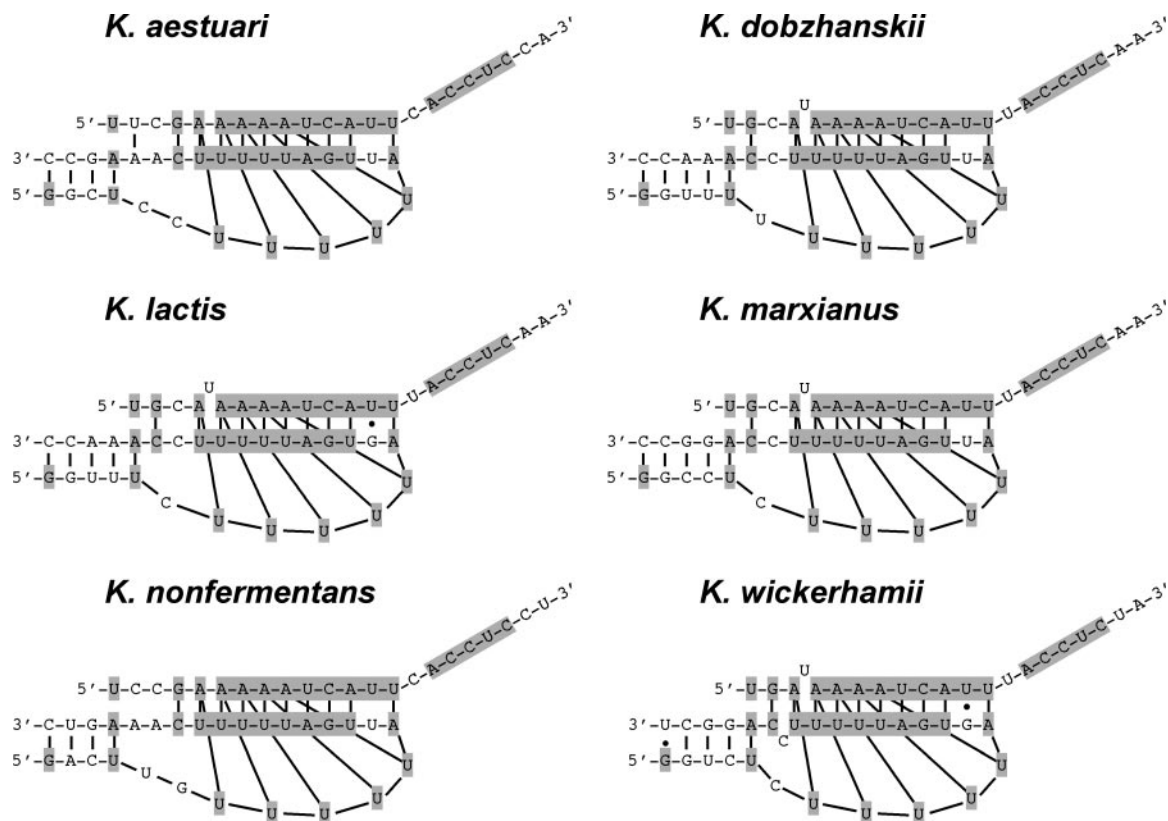 K. aestuari
C-A-C-C-U-C-C-A-3′
5′-U-U-C-G-A-A-A-A-A-U-C-A-U-U
3′-C-C-G-A-A-A-C-U-U-U-U-U-A-G-U-U-A
5′-G-G-C-U-C-C-U-U-U-U-U
K. dobzhanskii
U-A-C-C-U-C-A-A-3′
U
5′-U-G-C-A A-A-A-A-U-C-A-U-U
3′-C-C-A-A-A-C-C-U-U-U-U-U-A-G-U-U-A
5′-G-G-U-U-U-U-U-U-U-U-U
K. lactis
U-A-C-C-U-C-A-A-3′
U
5′-U-G-C-A A-A-A-A-U-C-A-U-U
3′-C-C-A-A-A-C-C-U-U-U-U-U-A-G-U-G-A
5′-G-G-U-U-U-C-U-U-U-U-U
K. marxianus
U-A-C-C-U-C-A-A-3′
U
5′-U-G-C-A A-A-A-A-U-C-A-U-U
3′-C-C-G-G-A-C-C-U-U-U-U-U-A-G-U-U-A
5′-G-G-C-C-U-C-U-U-U-U-U
K. nonfermentans
C-A-C-C-U-C-C-U-3′
5′-U-C-C-G-A-A-A-A-A-U-C-A-U-U
3′-C-U-G-A-A-A-C-U-U-U-U-U-A-G-U-U-A
5′-G-A-C-U-U-G-U-U-U-U-U
K. wickerhamii
U-A-C-C-U-C-U-A-3′
U
5′-U-G-A A-A-A-A-U-C-A-U-U
3′-U-C-G-G-A-C U-U-U-U-U-A-G-U-G-A
C
5′-G-G-U-C-U-C-U-U-U-U-U